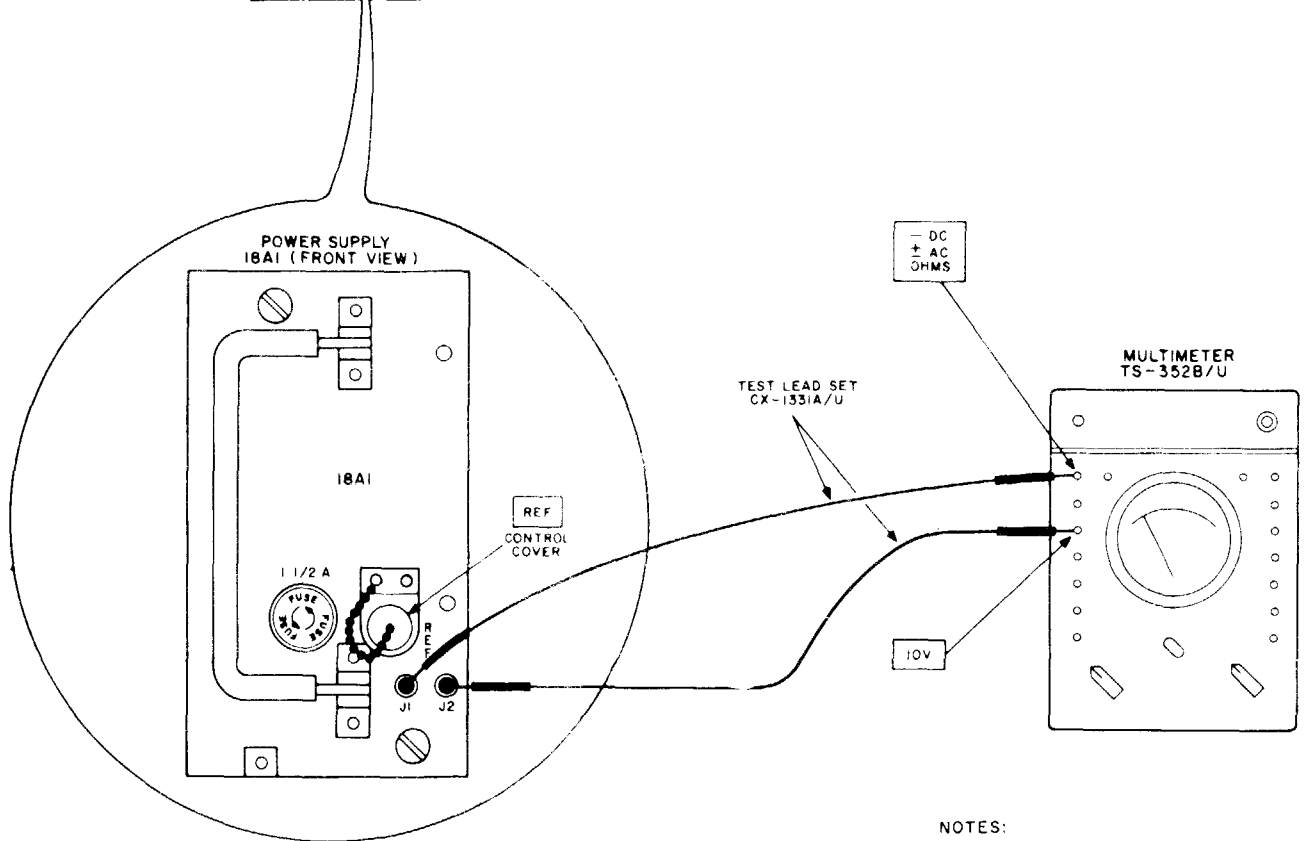 POWER SUPPLY
18A1 (FRONT VIEW)
— DC
± AC
OHMS
MULTIMETER
TS-352B/U
TEST LEAD SET
CX-1331A/U
18A1
REF
CONTROL
COVER
1 1/2 A
FUSE
FUSE
FUSE
REF
J1
J2
10V
NOTES: